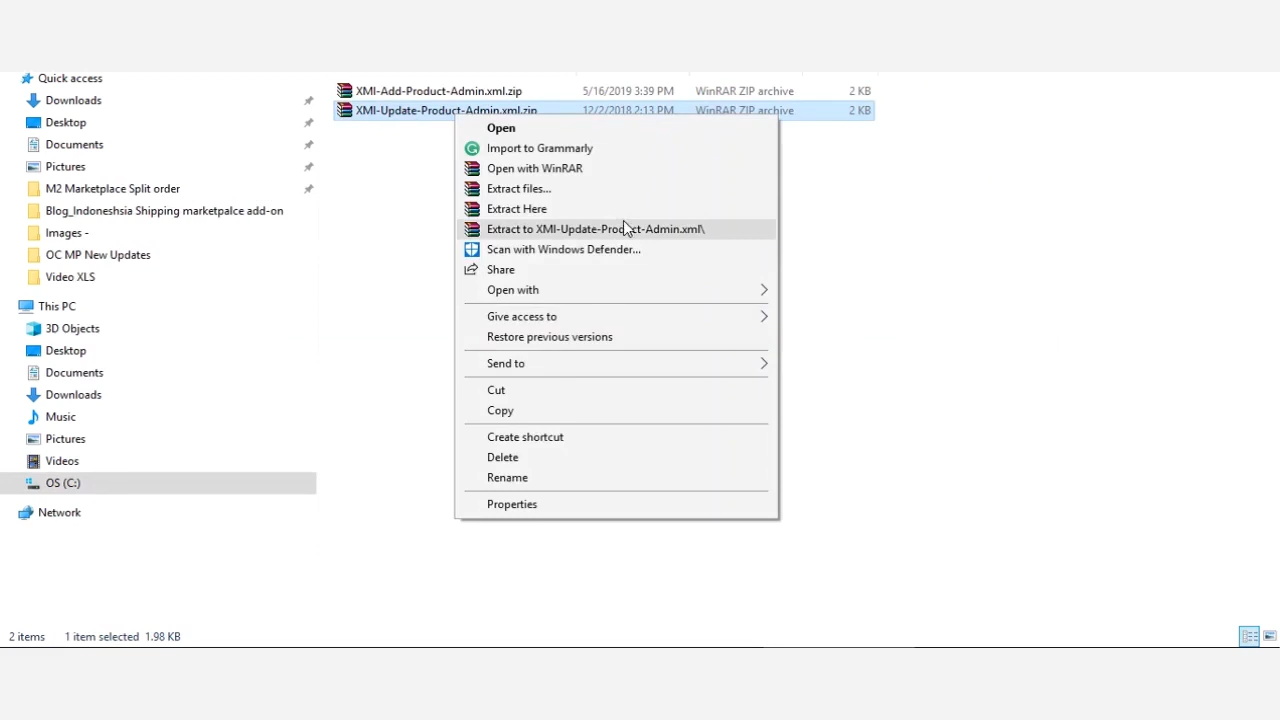 Quick access
Downloads
Desktop
Documents
Pictures
M2 Marketplace Split order
Blog_Indoneshsia Shipping marketpalce add-on
Images -
OC MP New Updates
Video XLS
This PC
3D Objects
Desktop
Documents
Downloads
Music
Pictures
Videos
OS (C:)
Network
XMI-Add-Product-Admin.xml.zip 5/16/2019 3:39 PM WinRAR ZIP archive 2 KB
XMI-Update-Product-Admin.xml.zip 12/2/2018 2:13 PM WinRAR ZIP archive 2 KB
Open
Import to Grammarly
Open with WinRAR
Extract files...
Extract Here
Extract to XMI-Update-Product-Admin.xml\
Scan with Windows Defender...
Share
Open with
Give access to
Restore previous versions
Send to
Cut
Copy
Create shortcut
Delete
Rename
Properties
2 items 1 item selected 1.98 KB